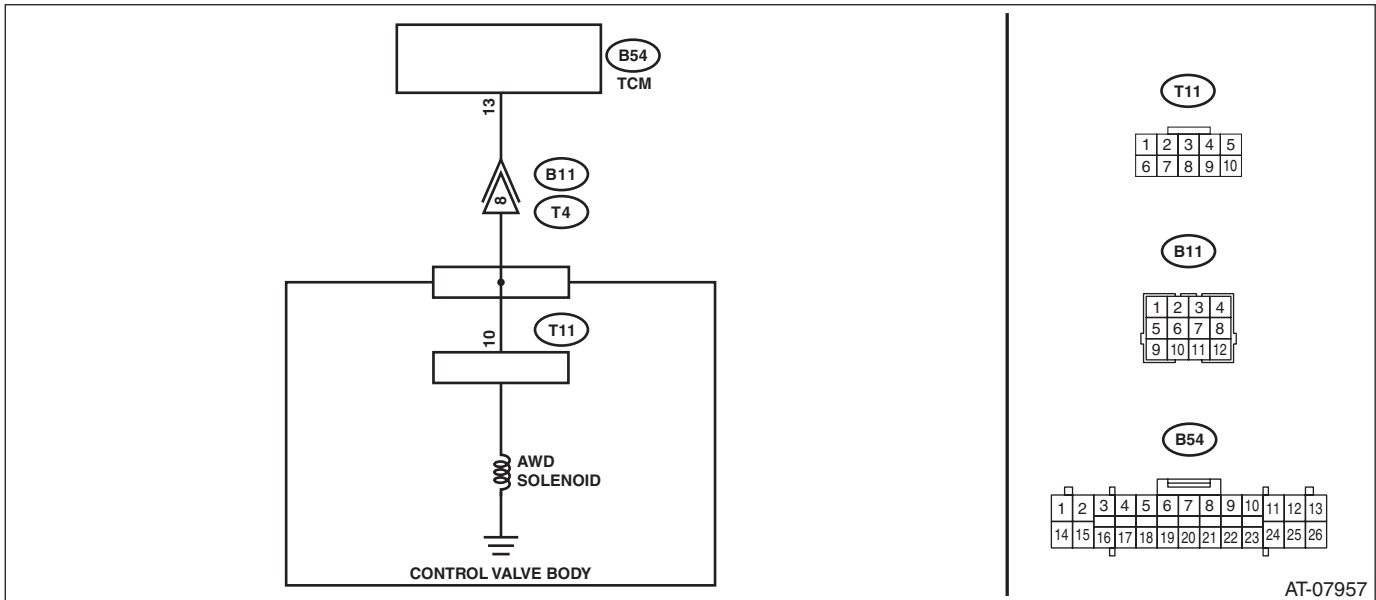 B54
TCM
13
B11
8
T4
10
T11
AWD
SOLENOID
CONTROL VALVE BODY
T11
1 2 3 4 5
6 7 8 9 10
B11
1 2 3 4
5 6 7 8
9 10 11 12
B54
1 2 3 4 5 6 7 8 9 10 11 12 13
14 15 16 17 18 19 20 21 22 23 24 25 26
AT-07957